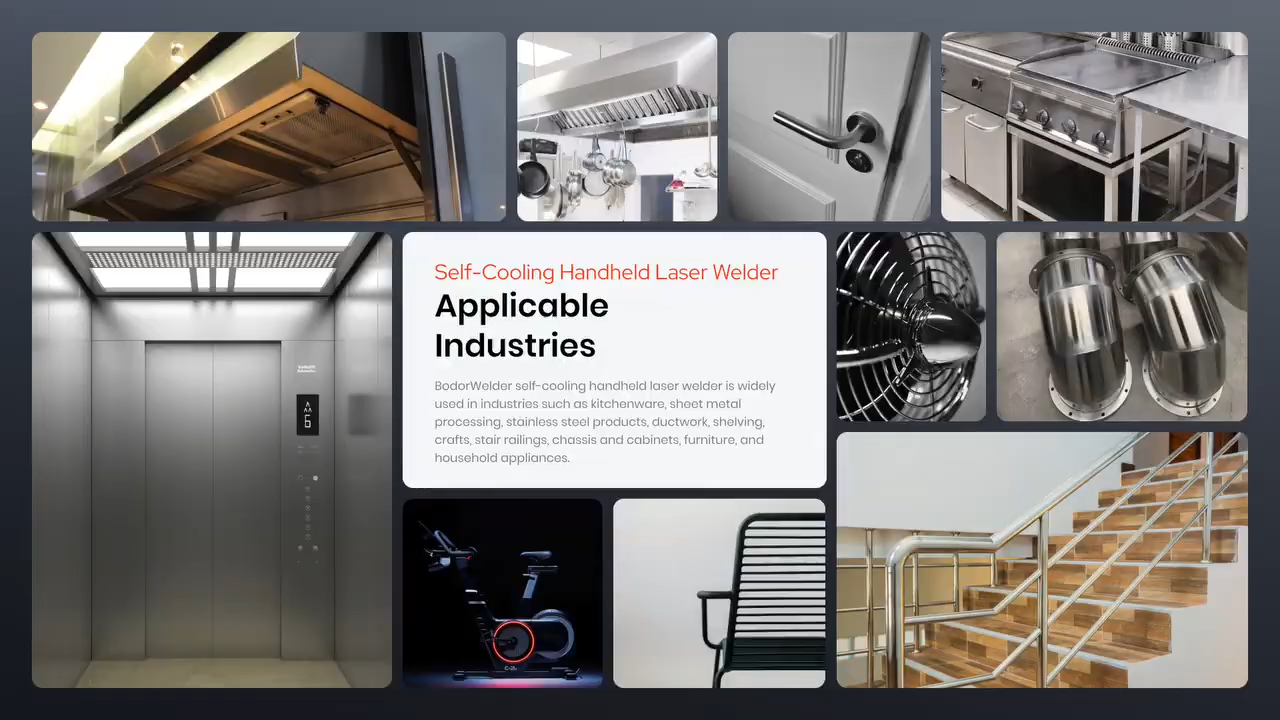 Self-Cooling Handheld Laser Welder
Applicable
Industries
BodorWelder self-cooling handheld laser welder is widely
used in industries such as kitchenware, sheet metal
processing, stainless steel products, ductwork, shelving,
crafts, stair railings, chassis and cabinets, furniture, and
household appliances.
6